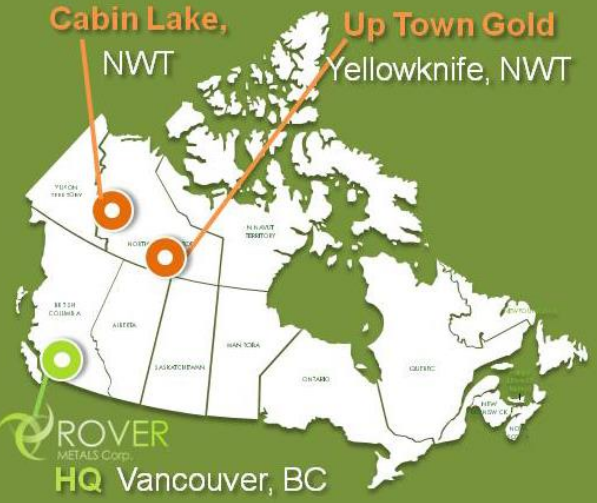 Cabin Lake,
NWT
Up Town Gold
Yellowknife, NWT
YUKON
TERRITORY
NUNAVUT
TERRITORY
BRITISH
COLUMBIA
ALBERTA
SASKATCHEWAN
MANITOBA
ONTARIO
QUEBEC
NEW
ROVER
METALS Corp.
HQ Vancouver, BC